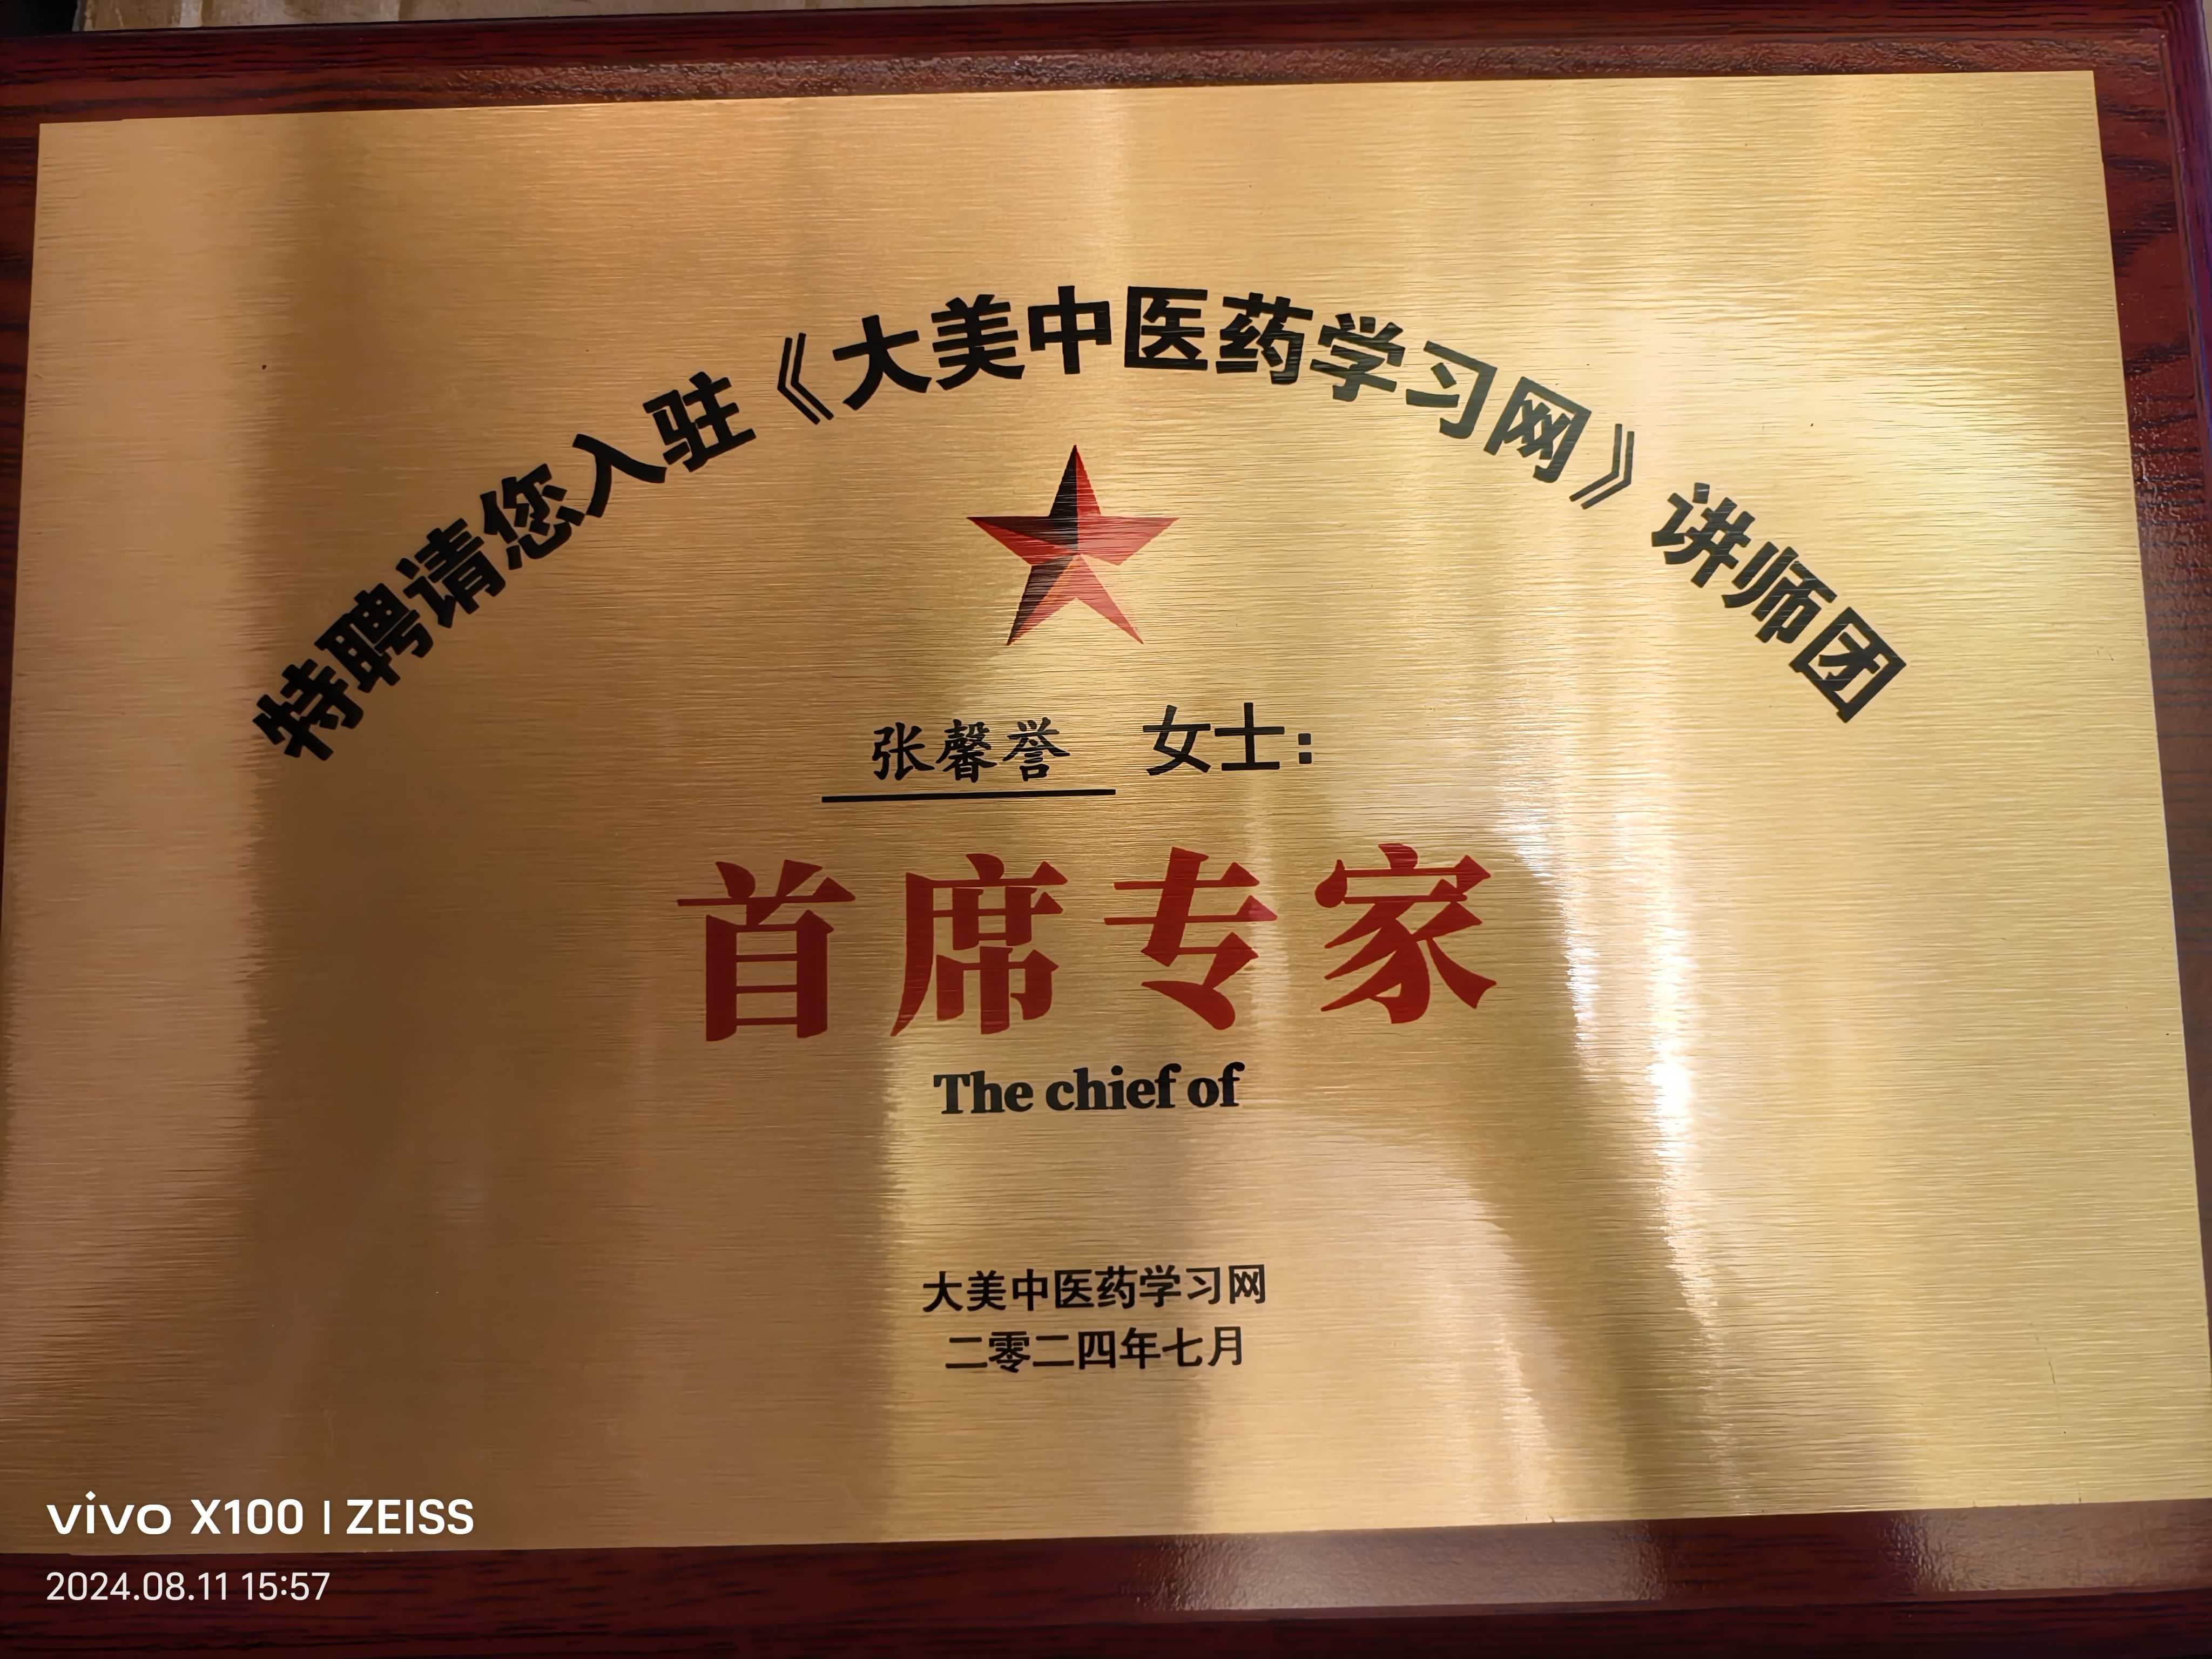 特聘请您入驻《大美中医药学习网》讲师团
张馨誉 女士:
首席专家
The chief of
大美中医药学习网
二零二四年七月
vivo X100 | ZEISS
2024.08.11 15:57